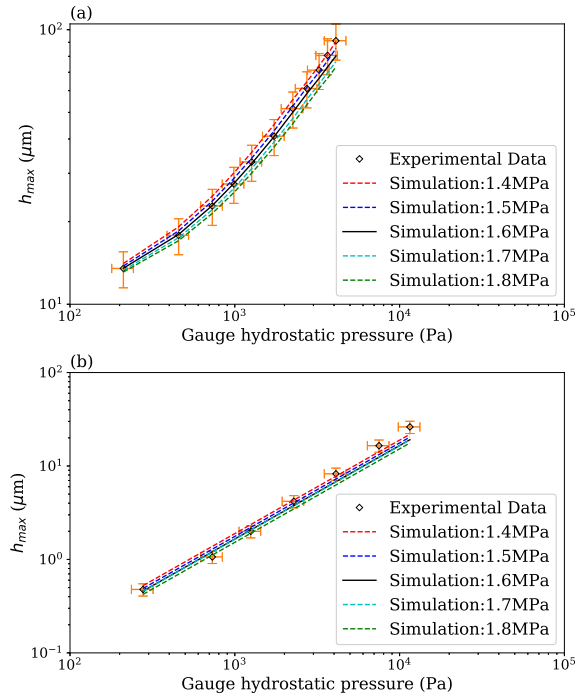 (a)
10²
10¹
h_max (μm)
Experimental Data
Simulation:1.4MPa
Simulation:1.5MPa
Simulation:1.6MPa
Simulation:1.7MPa
Simulation:1.8MPa
10² 10³ 10⁴ 10⁵
Gauge hydrostatic pressure (Pa)
(b)
10²
10¹
10⁰
10⁻¹
h_max (μm)
Experimental Data
Simulation:1.4MPa
Simulation:1.5MPa
Simulation:1.6MPa
Simulation:1.7MPa
Simulation:1.8MPa
10² 10³ 10⁴ 10⁵
Gauge hydrostatic pressure (Pa)